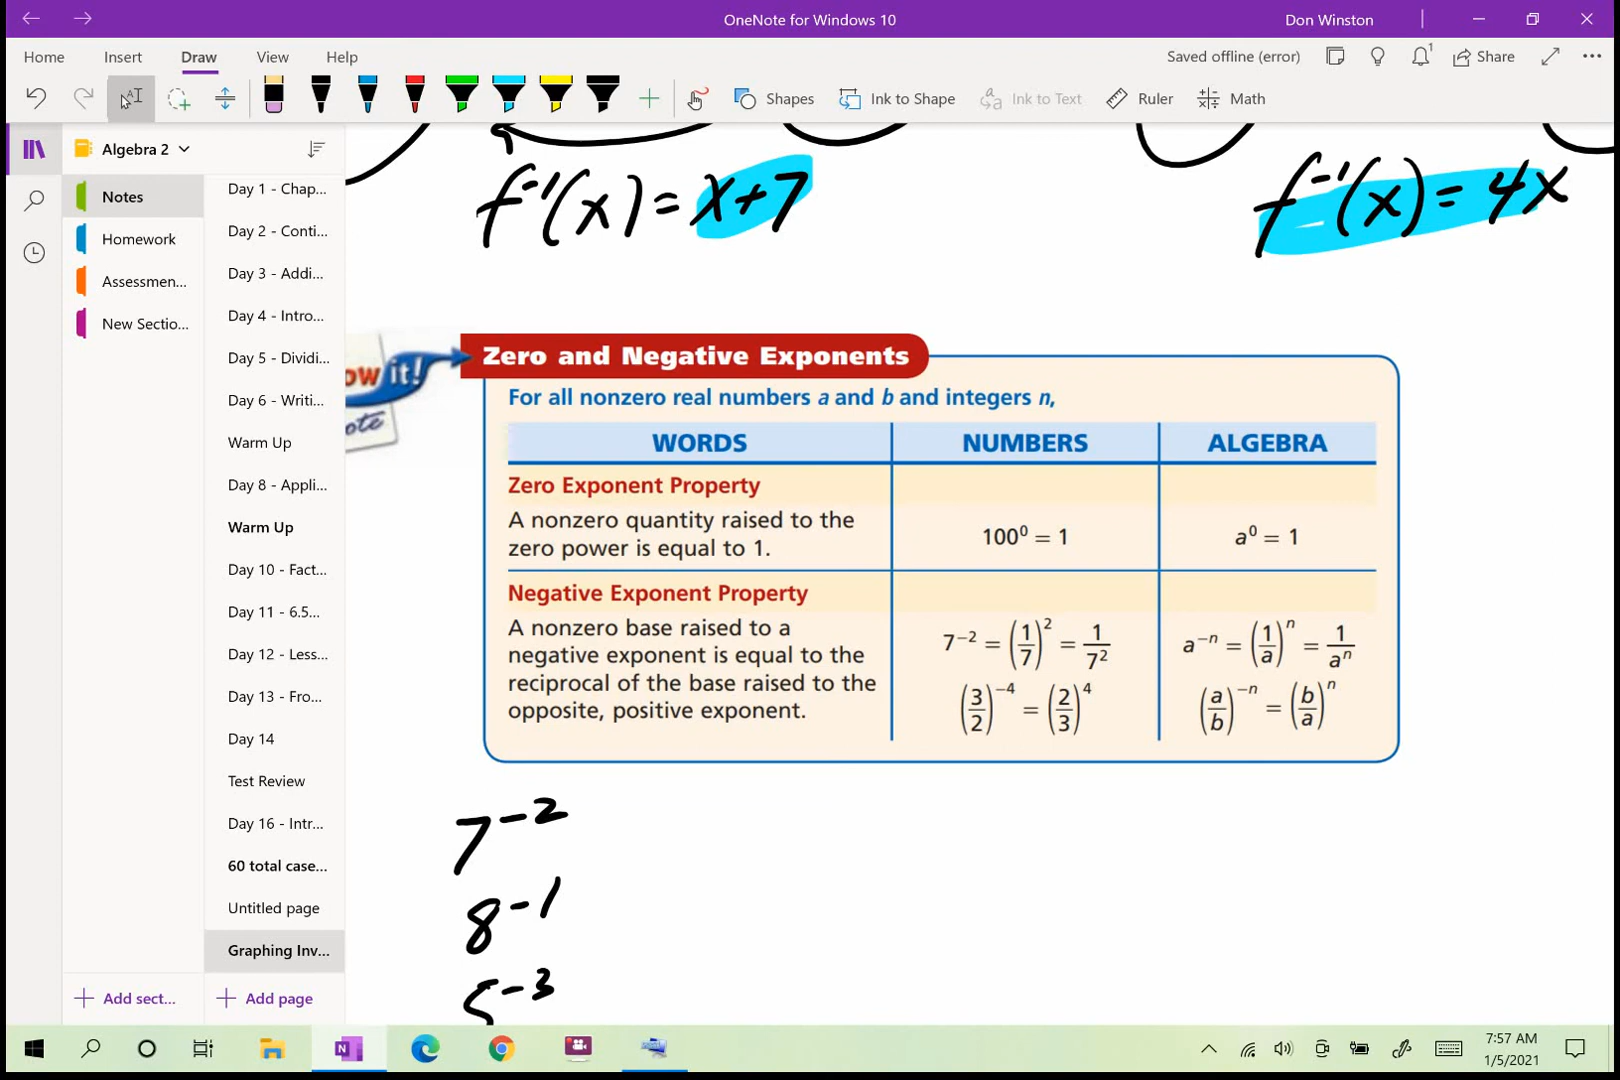 OneNote for Windows 10
Don Winston
Home Insert Draw View Help
Saved offline (error) 1 Share
Shapes Ink to Shape Ink to Text Ruler Math
Algebra 2
Notes
Homework
Assessmen...
New Sectio...
Add sect...
Day 1 - Chap...
Day 2 - Conti...
Day 3 - Addi...
Day 4 - Intro...
Day 5 - Dividi...
Day 6 - Writi...
Warm Up
Day 8 - Appli...
Warm Up
Day 10 - Fact...
Day 11 - 6.5...
Day 12 - Less...
Day 13 - Fro...
Day 14
Test Review
Day 16 - Intr...
60 total case...
Untitled page
Graphing Inv...
Add page
f⁻¹(x) = x+7
f⁻¹(x) = 4x
ow it!
ote
Zero and Negative Exponents
For all nonzero real numbers a and b and integers n,
WORDS NUMBERS ALGEBRA
Zero Exponent Property
A nonzero quantity raised to the
zero power is equal to 1.
100⁰ = 1
a⁰ = 1
Negative Exponent Property
A nonzero base raised to a
negative exponent is equal to the
reciprocal of the base raised to the
opposite, positive exponent.
7⁻² = (1/7)² = 1/7²
(3/2)⁻⁴ = (2/3)⁴
a⁻ⁿ = (1/a)ⁿ = 1/aⁿ
(a/b)⁻ⁿ = (b/a)ⁿ
7⁻²
8⁻¹
5⁻³
7:57 AM
1/5/2021